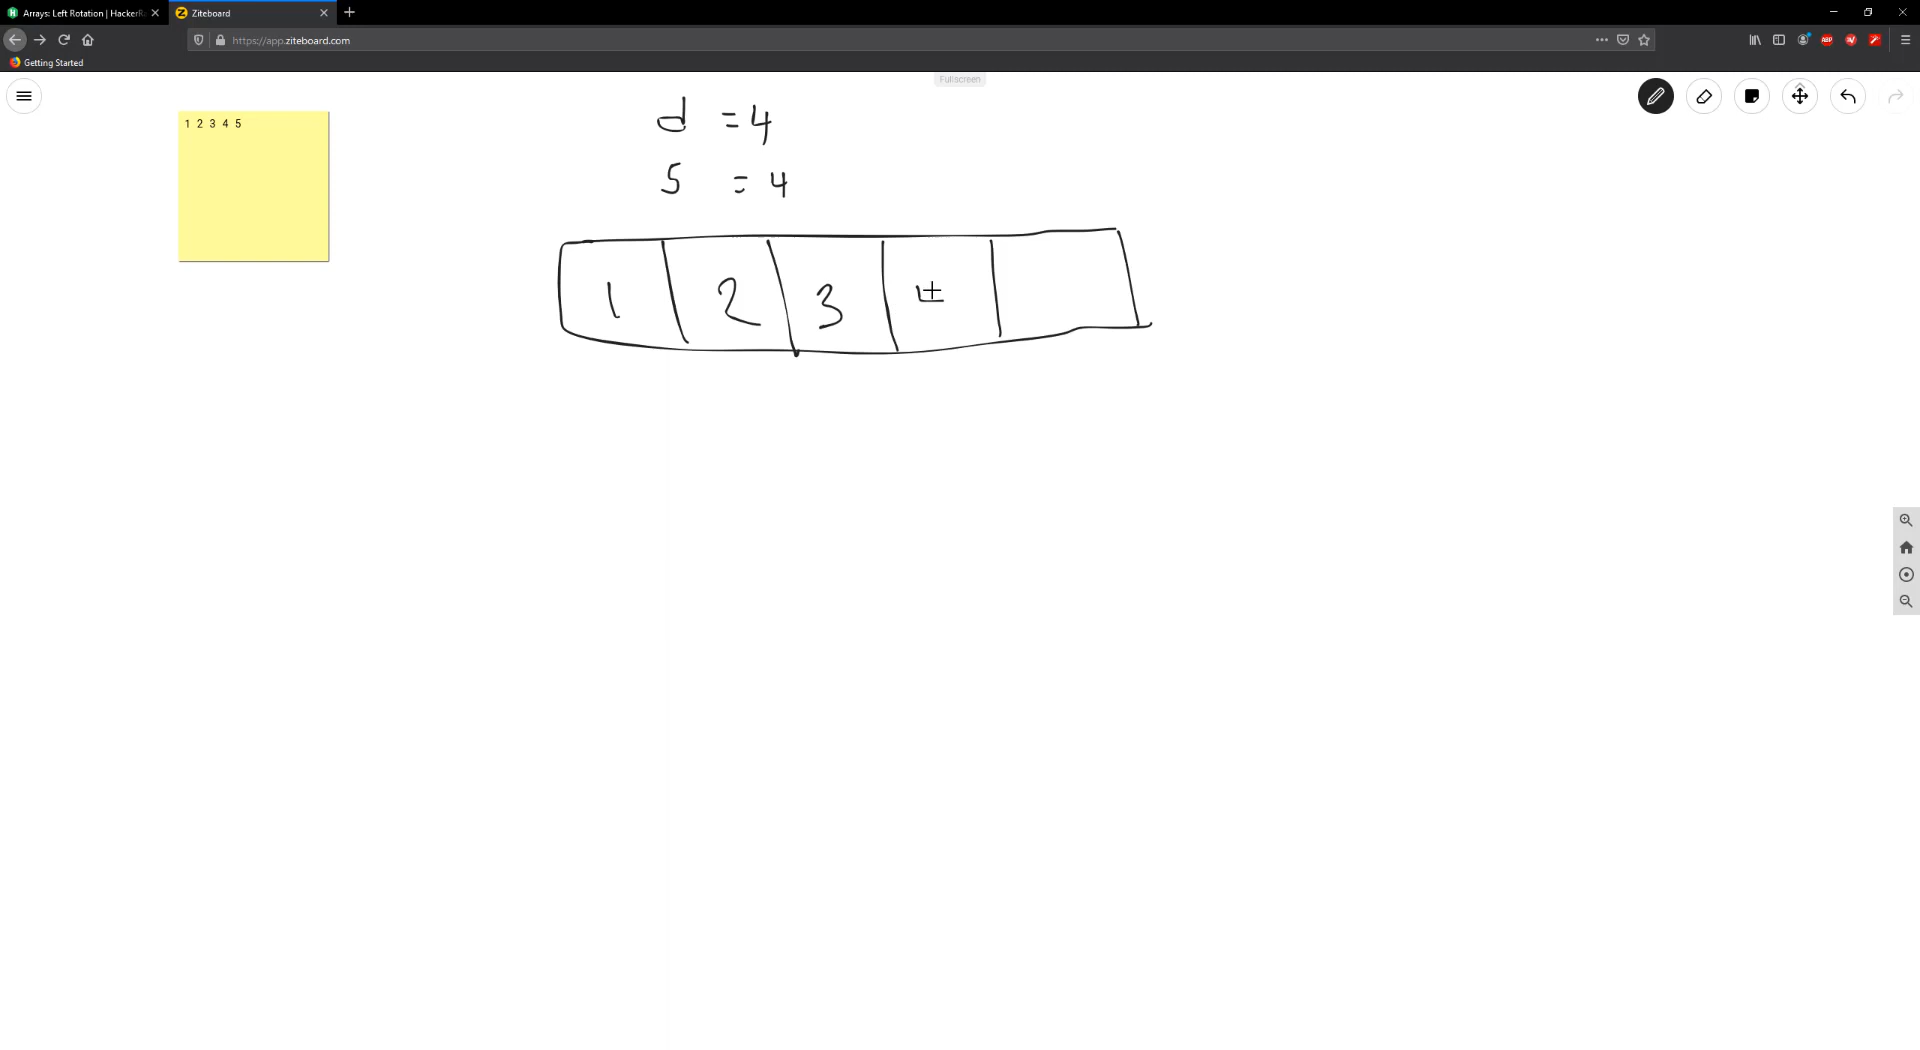 Arrays: Left Rotation | HackerR
Ziteboard
https://app.ziteboard.com
ABP
Getting Started
Fullscreen
1 2 3 4 5
d = 4
5 = 4
1 2 3